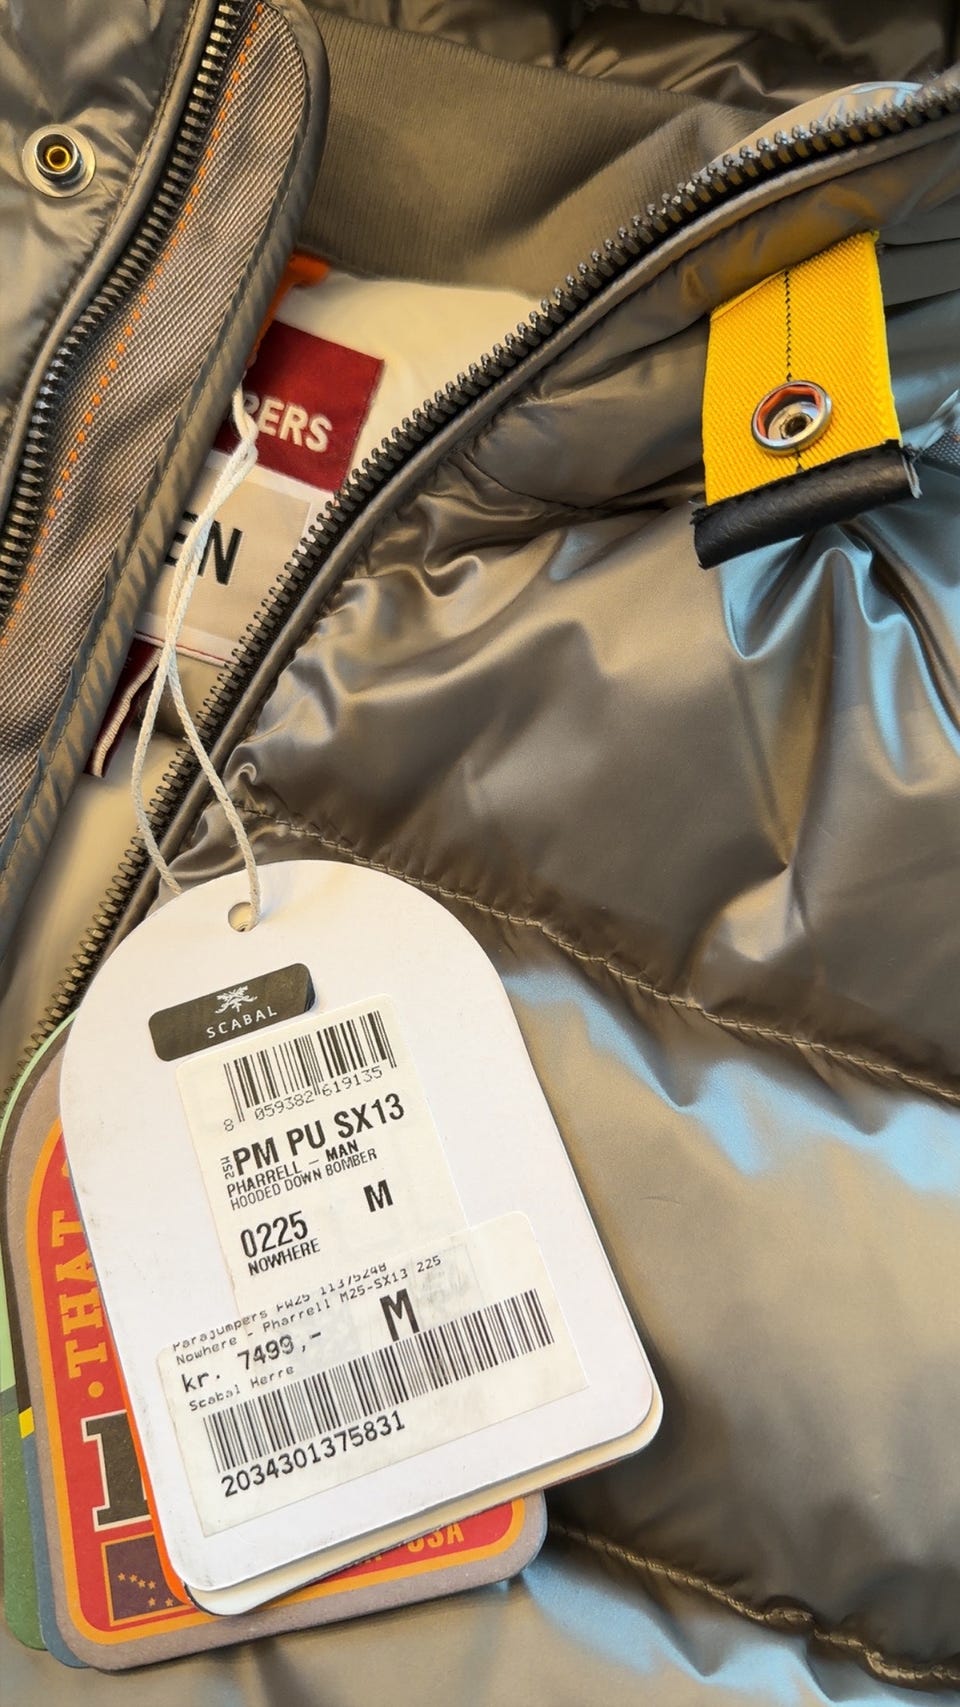 EN
SCABAL
8 059382 619135
25W PM PU SX13
PHARRELL – MAN
HOODED DOWN BOMBER
M
0225
NOWHERE
Parajumpers FW25 11375248
Nowhere - Pharrell M25-SX13 225
kr. 7499,- M
Scabal Herre
2034301375831
·THAT
USA